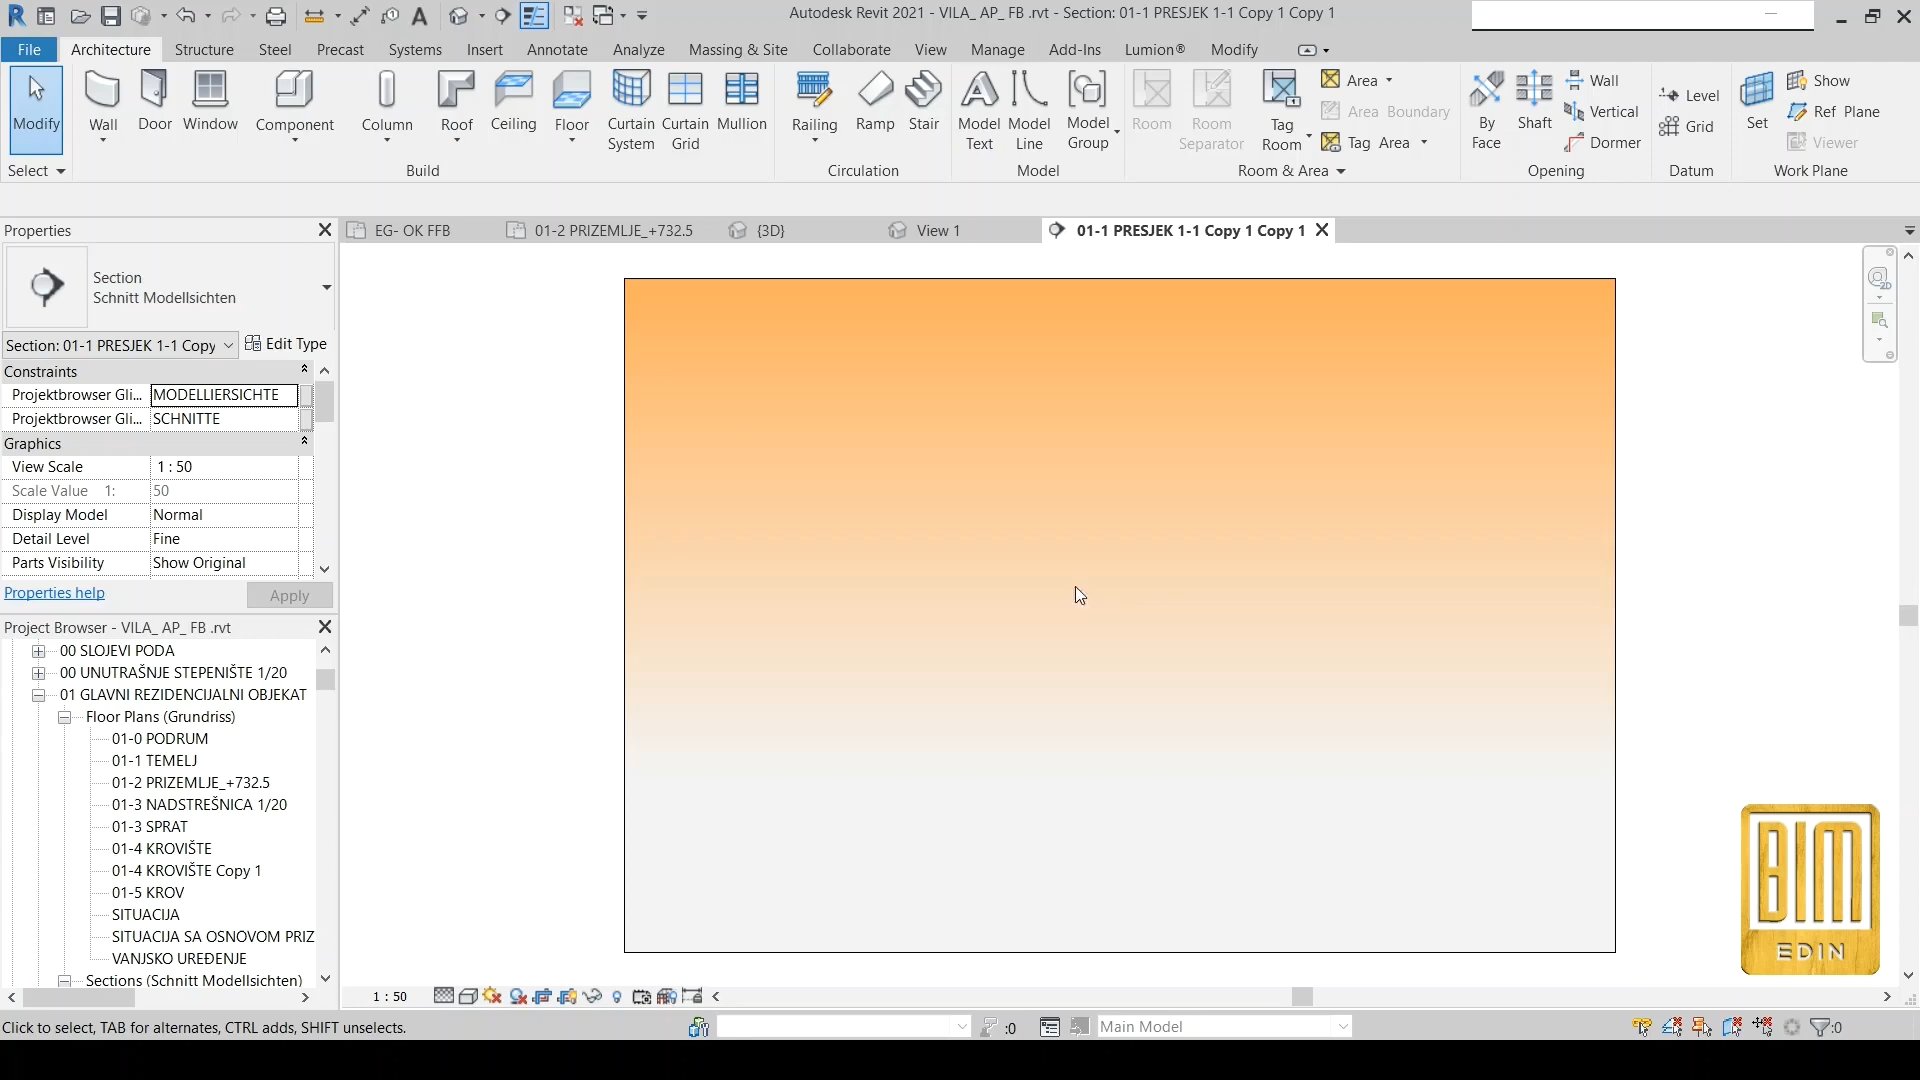 Autodesk Revit 2021 - VILA_ AP_ FB .rvt - Section: 01-1 PRESJEK 1-1 Copy 1 Copy 1
File Architecture Structure Steel Precast Systems Insert Annotate Analyze Massing & Site Collaborate View Manage Add-Ins Lumion® Modify
Modify Wall Door Window Component Column Roof Ceiling Floor Curtain System Curtain Grid Mullion Railing Ramp Stair Model Text Model Line Model Group Room Room Separator Tag Room
Area
Area Boundary
Tag Area
By Face Shaft
Wall
Vertical
Dormer
Level
Grid
Set
Show
Ref Plane
Viewer
Select Build Circulation Model Room & Area Opening Datum Work Plane
Properties
EG- OK FFB 01-2 PRIZEMLJE_+732.5 {3D} View 1 01-1 PRESJEK 1-1 Copy 1 Copy 1
Section
Schnitt Modellsichten
Section: 01-1 PRESJEK 1-1 Copy Edit Type
Constraints
Projektbrowser Gli... MODELLIERSICHTE
Projektbrowser Gli... SCHNITTE
Graphics
View Scale 1 : 50
Scale Value 1: 50
Display Model Normal
Detail Level Fine
Parts Visibility Show Original
Properties help Apply
Project Browser - VILA_ AP_ FB .rvt
00 SLOJEVI PODA
00 UNUTRAŠNJE STEPENIŠTE 1/20
01 GLAVNI REZIDENCIJALNI OBJEKAT
Floor Plans (Grundriss)
01-0 PODRUM
01-1 TEMELJ
01-2 PRIZEMLJE_+732.5
01-3 NADSTREŠNICA 1/20
01-3 SPRAT
01-4 KROVIŠTE
01-4 KROVIŠTE Copy 1
01-5 KROV
SITUACIJA
SITUACIJA SA OSNOVOM PRIZ
VANJSKO UREĐENJE
Sections (Schnitt Modellsichten)
BIM
EDIN
1 : 50
Click to select, TAB for alternates, CTRL adds, SHIFT unselects.
:0
Main Model
:0